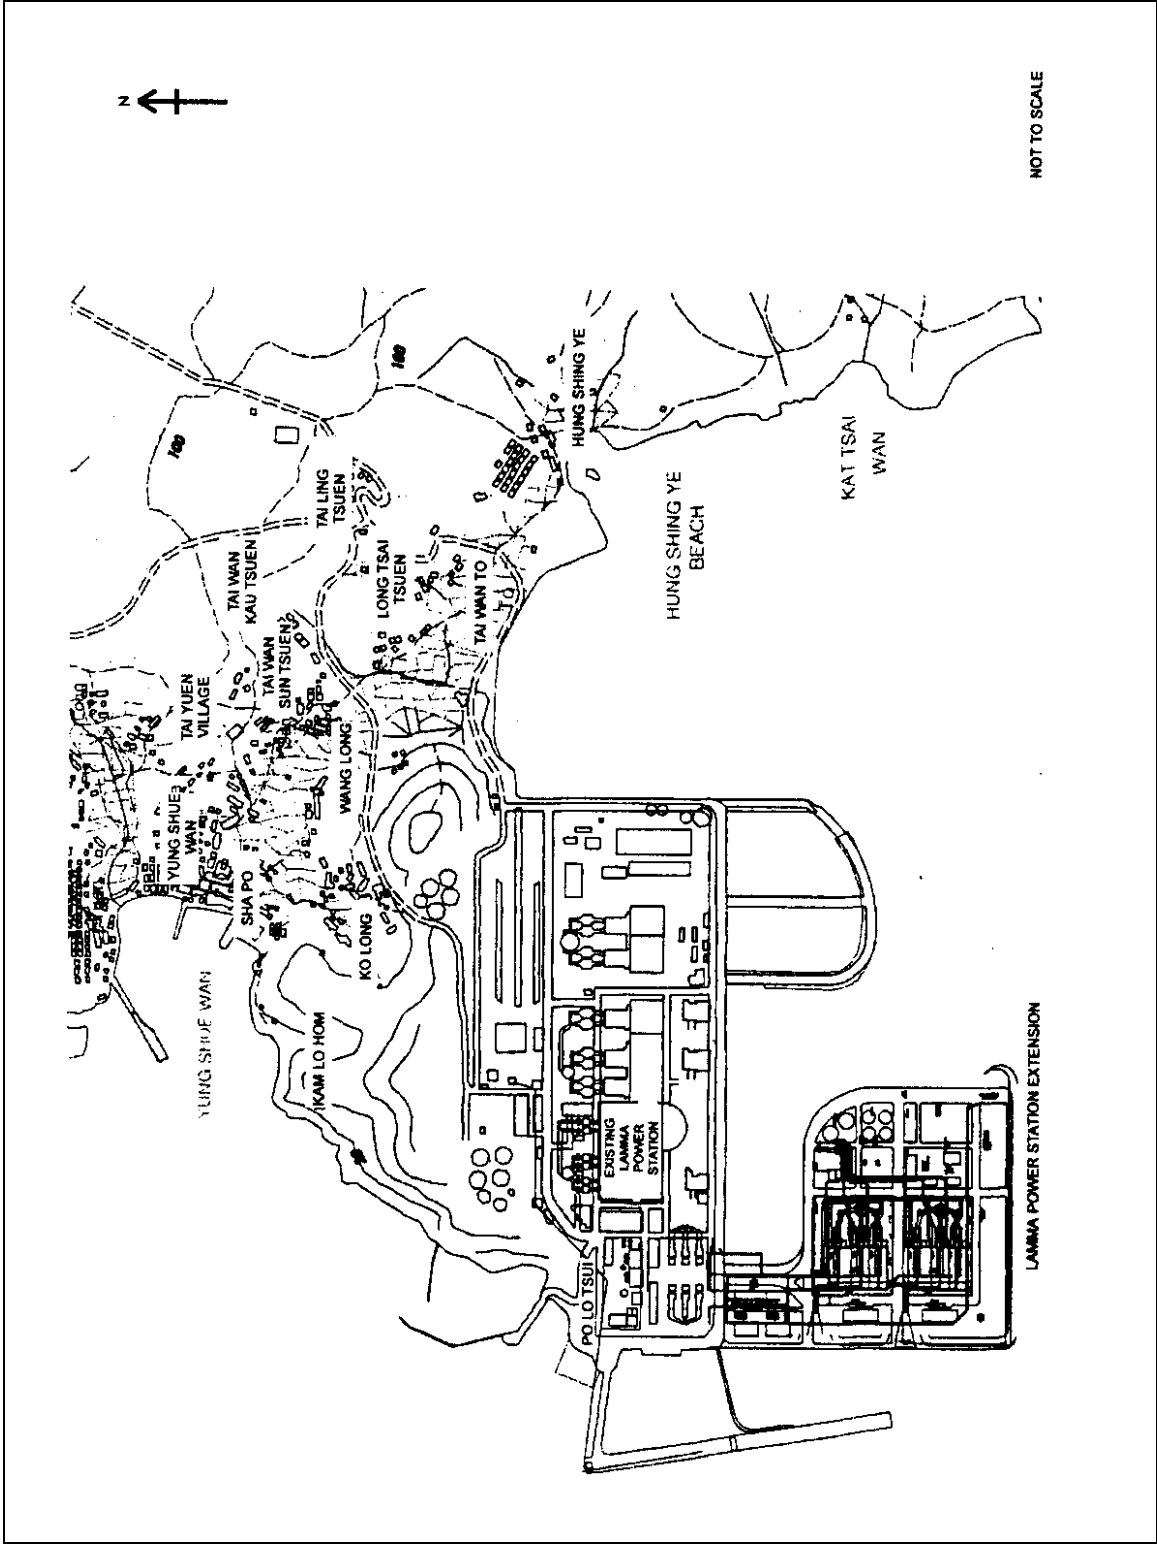 N
NOT TO SCALE
100
100
HUNG SHING YE
TAI LING
TSUEN
TAI WAN
KAU TSUEN
LONG TSAI
TSUEN
TAI WAN TO
HUNG SHING YE
BEACH
KAT TSAI
WAN
TAI YUEN
VILLAGE
TAI WAN
SUN TSUEN
WANG LONG
YUNG SHUE
WAN
SHA PO
KO LONG
YUNG SHUE WAN
KAM LO HOM
EXISTING
LAMMA
POWER
STATION
PO LO TSUI
LAMMA POWER STATION EXTENSION